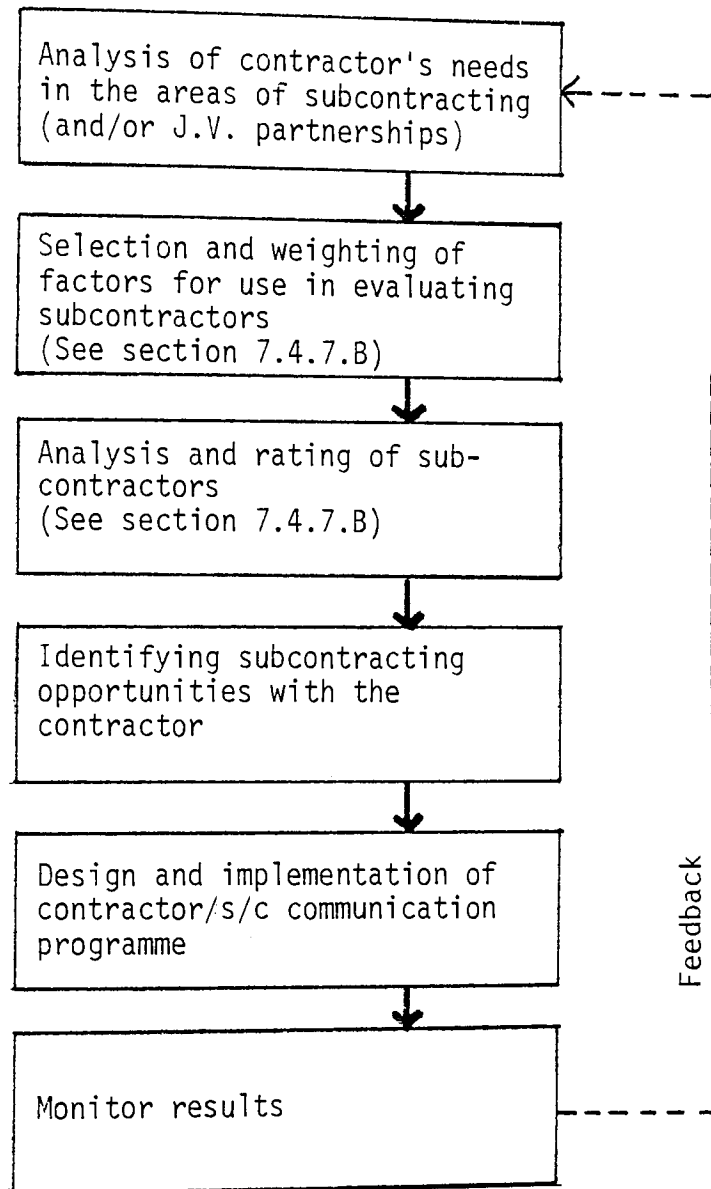 Analysis of contractor's needs
in the areas of subcontracting
(and/or J.V. partnerships)
Selection and weighting of
factors for use in evaluating
subcontractors
(See section 7.4.7.B)
Analysis and rating of sub-
contractors
(See section 7.4.7.B)
Identifying subcontracting
opportunities with the
contractor
Design and implementation of
contractor/s/c communication
programme
Monitor results
Feedback